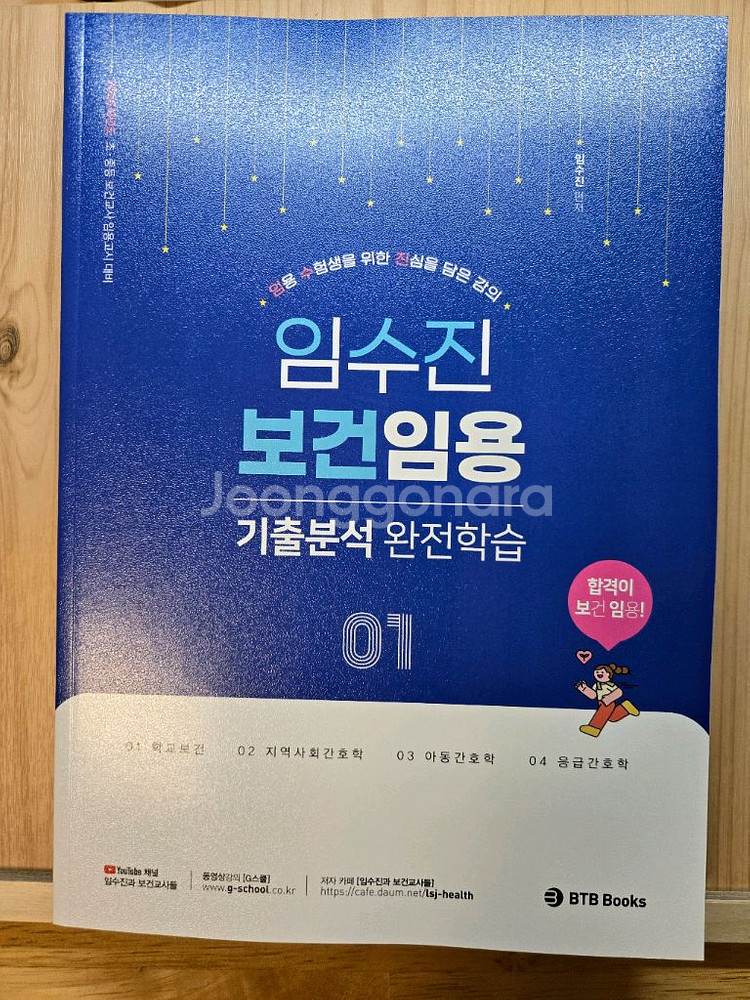 초·중등 보건교사 임용고시 대비
임수진 편저
임용 수험생을 위한 진심을 담은 강의
임수진
보건임용
Joonggonara
기출분석 완전학습
01
합격이
보건 임용!
01 학교보건 02 지역사회간호학 03 아동간호학 04 응급간호학
YouTube 채널
임수진과 보건교사들
동영상강의 [G스쿨]
www.g-school.co.kr
저자 카페 [임수진과 보건교사들]
https://cafe.daum.net/lsj-health
BTB Books